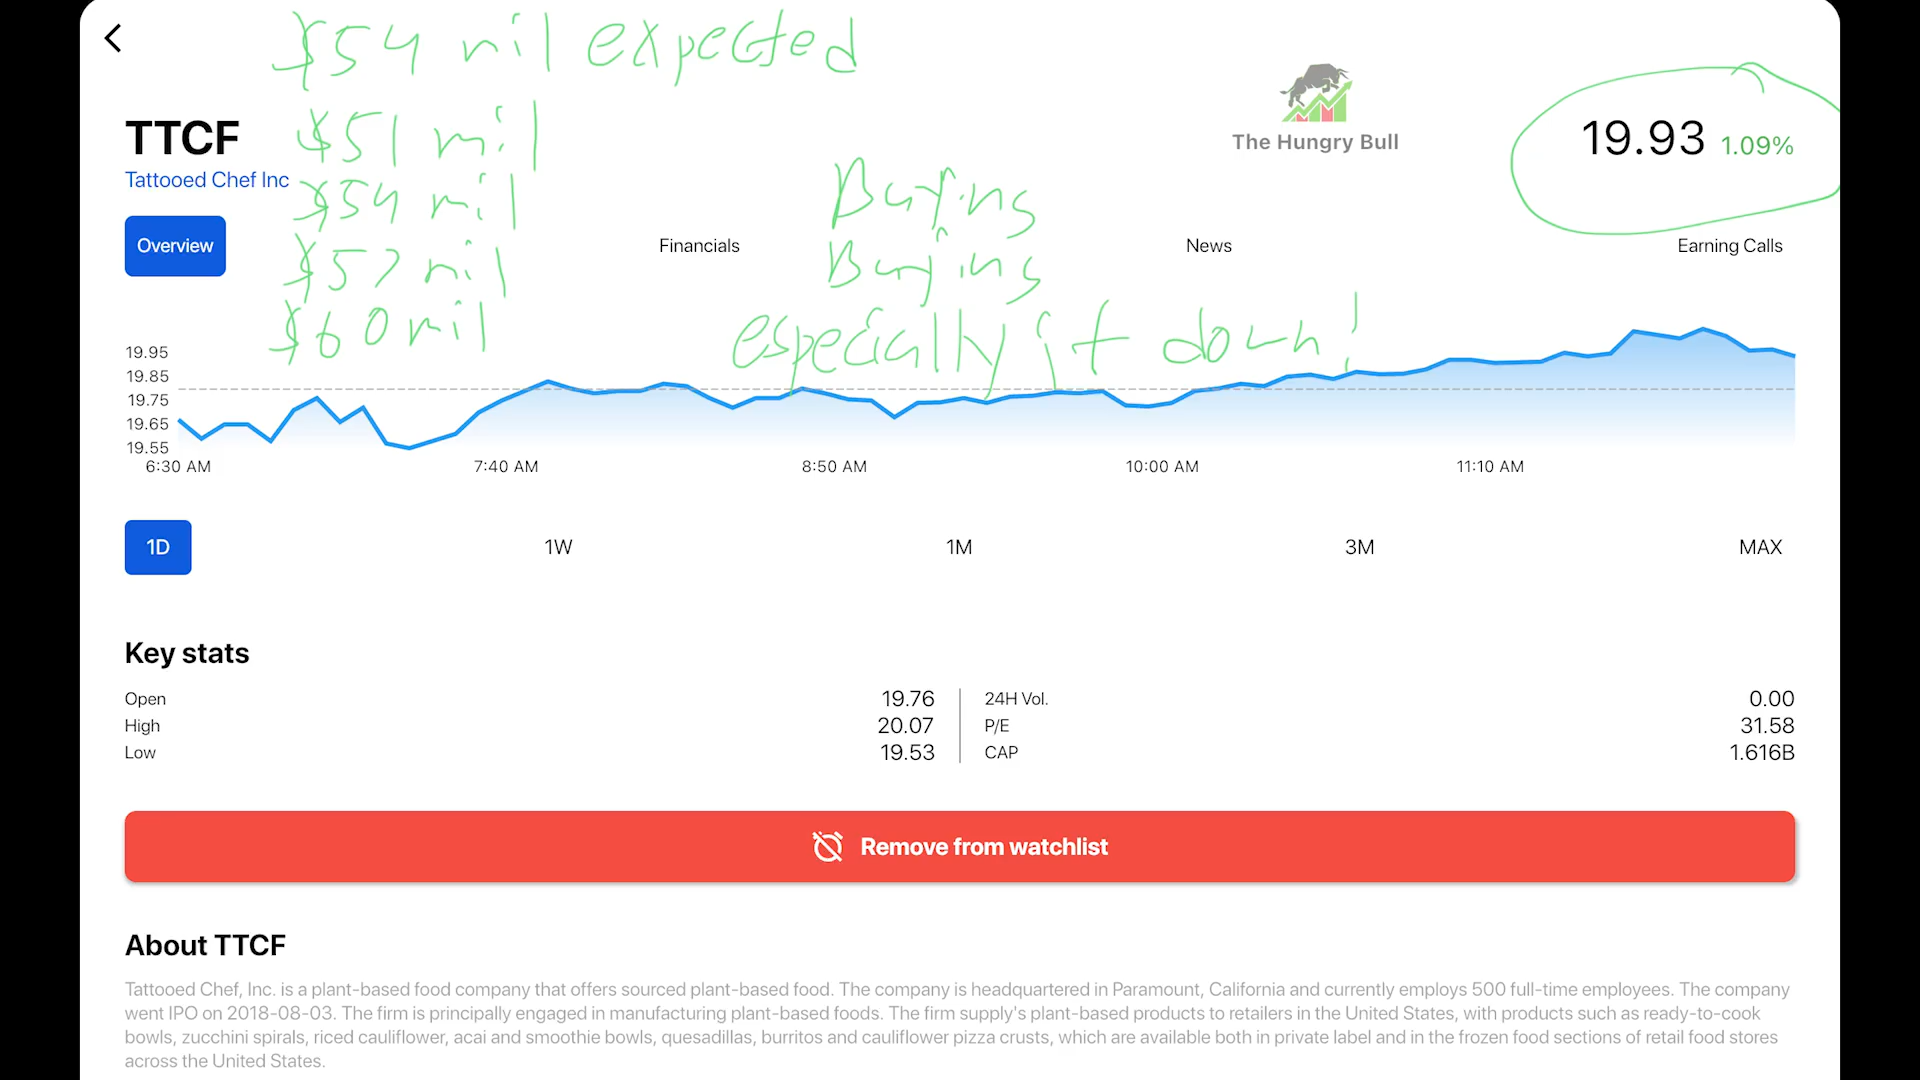 $54 mil expected
TTCF
$51 mil
The Hungry Bull
19.93 1.09%
Tattooed Chef Inc
$54 mil
Buying
Overview
Financials
News
Earning Calls
$57 mil
Buying
$60 mil
especially if down!
19.95
19.85
19.75
19.65
19.55
6:30 AM
7:40 AM
8:50 AM
10:00 AM
11:10 AM
1D
1W
1M
3M
MAX
Key stats
Open 19.76
High 20.07
Low 19.53
24H Vol. 0.00
P/E 31.58
CAP 1.616B
Remove from watchlist
About TTCF
Tattooed Chef, Inc. is a plant-based food company that offers sourced plant-based food. The company is headquartered in Paramount, California and currently employs 500 full-time employees. The company
went IPO on 2018-08-03. The firm is principally engaged in manufacturing plant-based foods. The firm supply's plant-based products to retailers in the United States, with products such as ready-to-cook
bowls, zucchini spirals, riced cauliflower, acai and smoothie bowls, quesadillas, burritos and cauliflower pizza crusts, which are available both in private label and in the frozen food sections of retail food stores
across the United States.